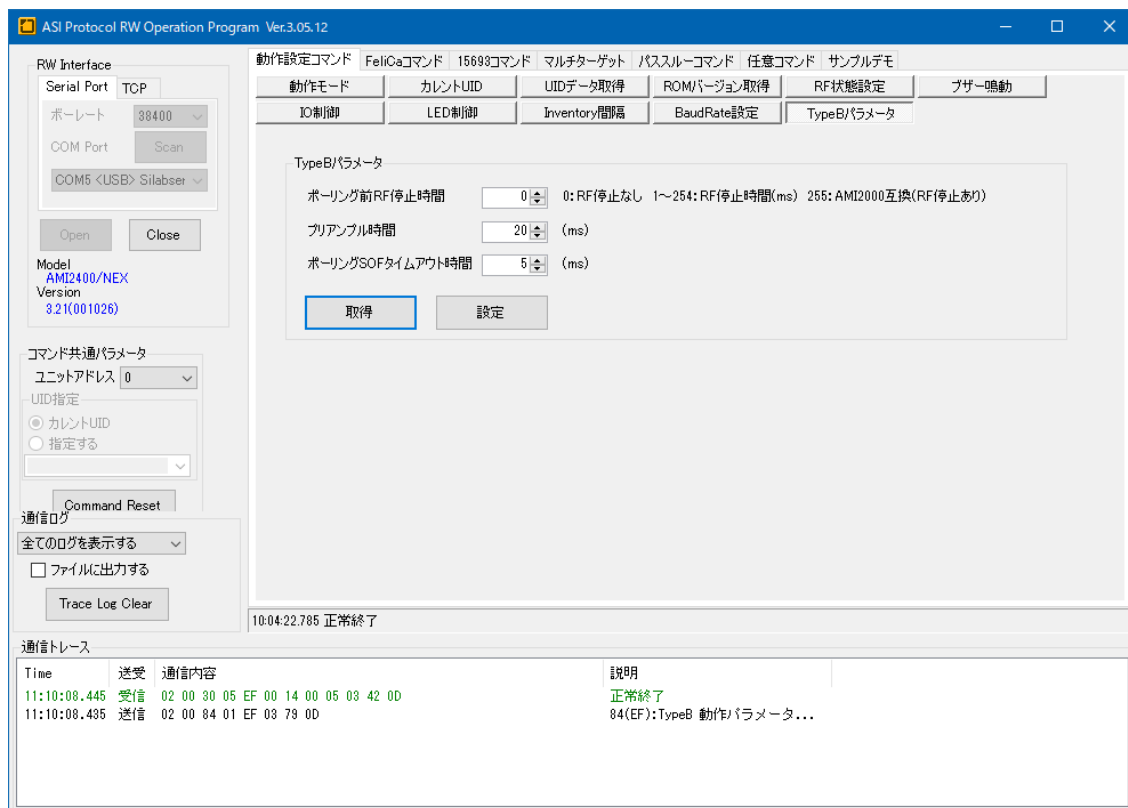 ASI Protocol RW Operation Program Ver.3.05.12
RW Interface
Serial Port TCP
ボーレート 38400
COM Port Scan
COM5 <USB> Silabser
Open Close
Model
AMI2400/NEX
Version
3.21(001026)
コマンド共通パラメータ
ユニットアドレス 0
UID指定
カレントUID
指定する
Command Reset
通信ログ
全てのログを表示する
ファイルに出力する
Trace Log Clear
動作設定コマンド FeliCaコマンド 15693コマンド マルチターゲット パススルーコマンド 任意コマンド サンプルデモ
動作モード カレントUID UIDデータ取得 ROMバージョン取得 RF状態設定 ブザー鳴動
IO制御 LED制御 Inventory間隔 BaudRate設定 TypeBパラメータ
TypeBパラメータ
ポーリング前RF停止時間 0 0:RF停止なし 1～254:RF停止時間(ms) 255:AMI2000互換(RF停止あり)
プリアンブル時間 20 (ms)
ポーリングSOFタイムアウト時間 5 (ms)
取得 設定
10:04:22.785 正常終了
通信トレース
Time 送受 通信内容 説明
11:10:08.445 受信 02 00 30 05 EF 00 14 00 05 03 42 0D 正常終了
11:10:08.435 送信 02 00 84 01 EF 03 79 0D 84(EF):TypeB 動作パラメータ...